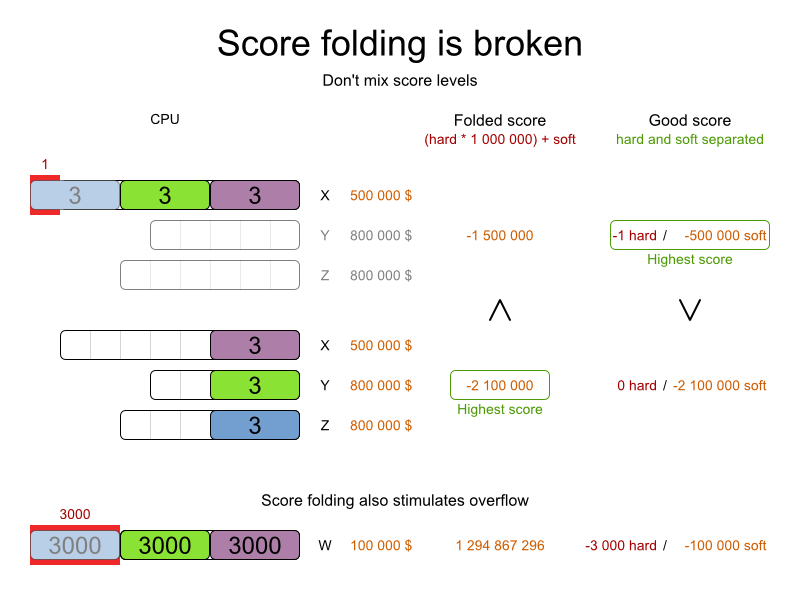 Score folding is broken
Don't mix score levels
CPU Folded score Good score
(hard * 1 000 000) + soft hard and soft separated
1
3 3 3 X 500 000 $
Y 800 000 $ -1 500 000 -1 hard / -500 000 soft
Highest score
Z 800 000 $
< >
3 X 500 000 $
3 Y 800 000 $ -2 100 000 0 hard / -2 100 000 soft
Highest score
3 Z 800 000 $
Score folding also stimulates overflow
3000
3000 3000 3000 W 100 000 $ 1 294 867 296 -3 000 hard / -100 000 soft